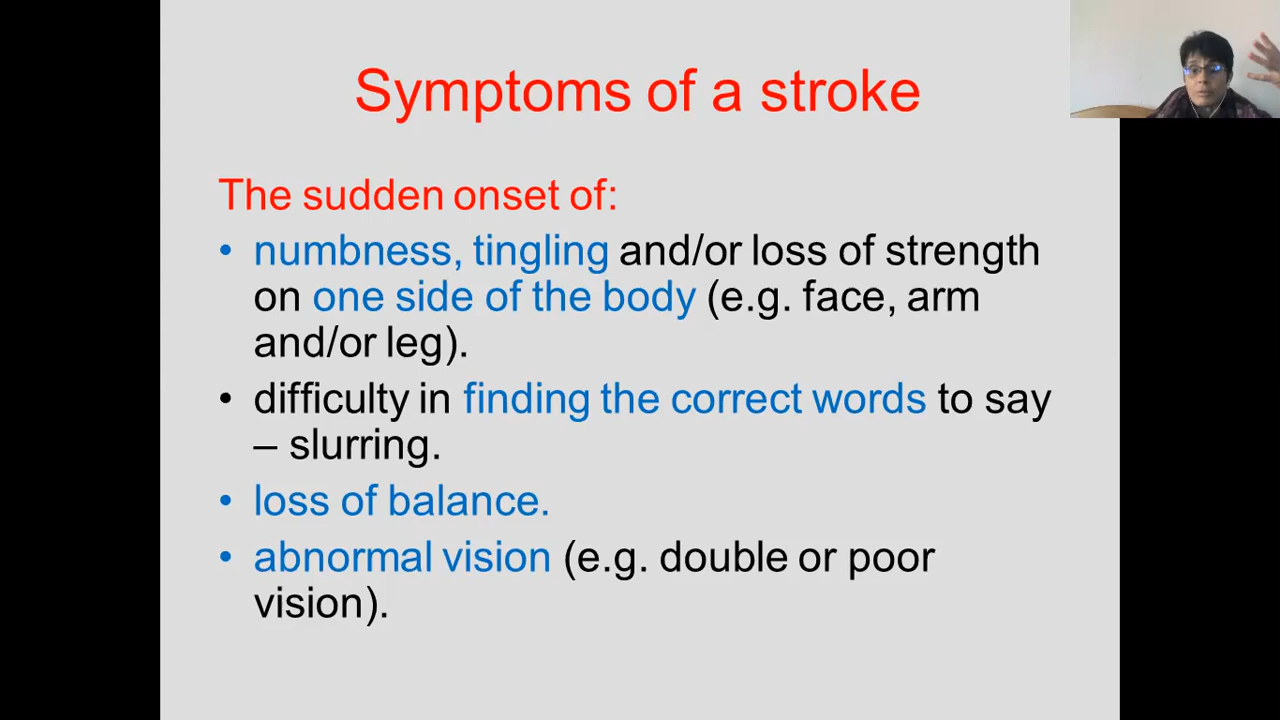 Symptoms of a stroke
The sudden onset of:
• numbness, tingling and/or loss of strength
on one side of the body (e.g. face, arm
and/or leg).
• difficulty in finding the correct words to say
– slurring.
• loss of balance.
• abnormal vision (e.g. double or poor
vision).